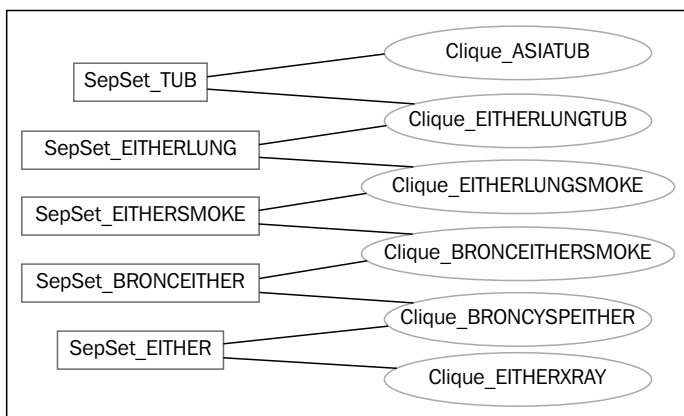 Clique_ASIATUB
SepSet_TUB
Clique_EITHERLUNGTUB
SepSet_EITHERLUNG
Clique_EITHERLUNGSMOKE
SepSet_EITHERSMOKE
Clique_BRONCEITHERSMOKE
SepSet_BRONCEITHER
Clique_BRONCYSPEITHER
SepSet_EITHER
Clique_EITHERXRAY